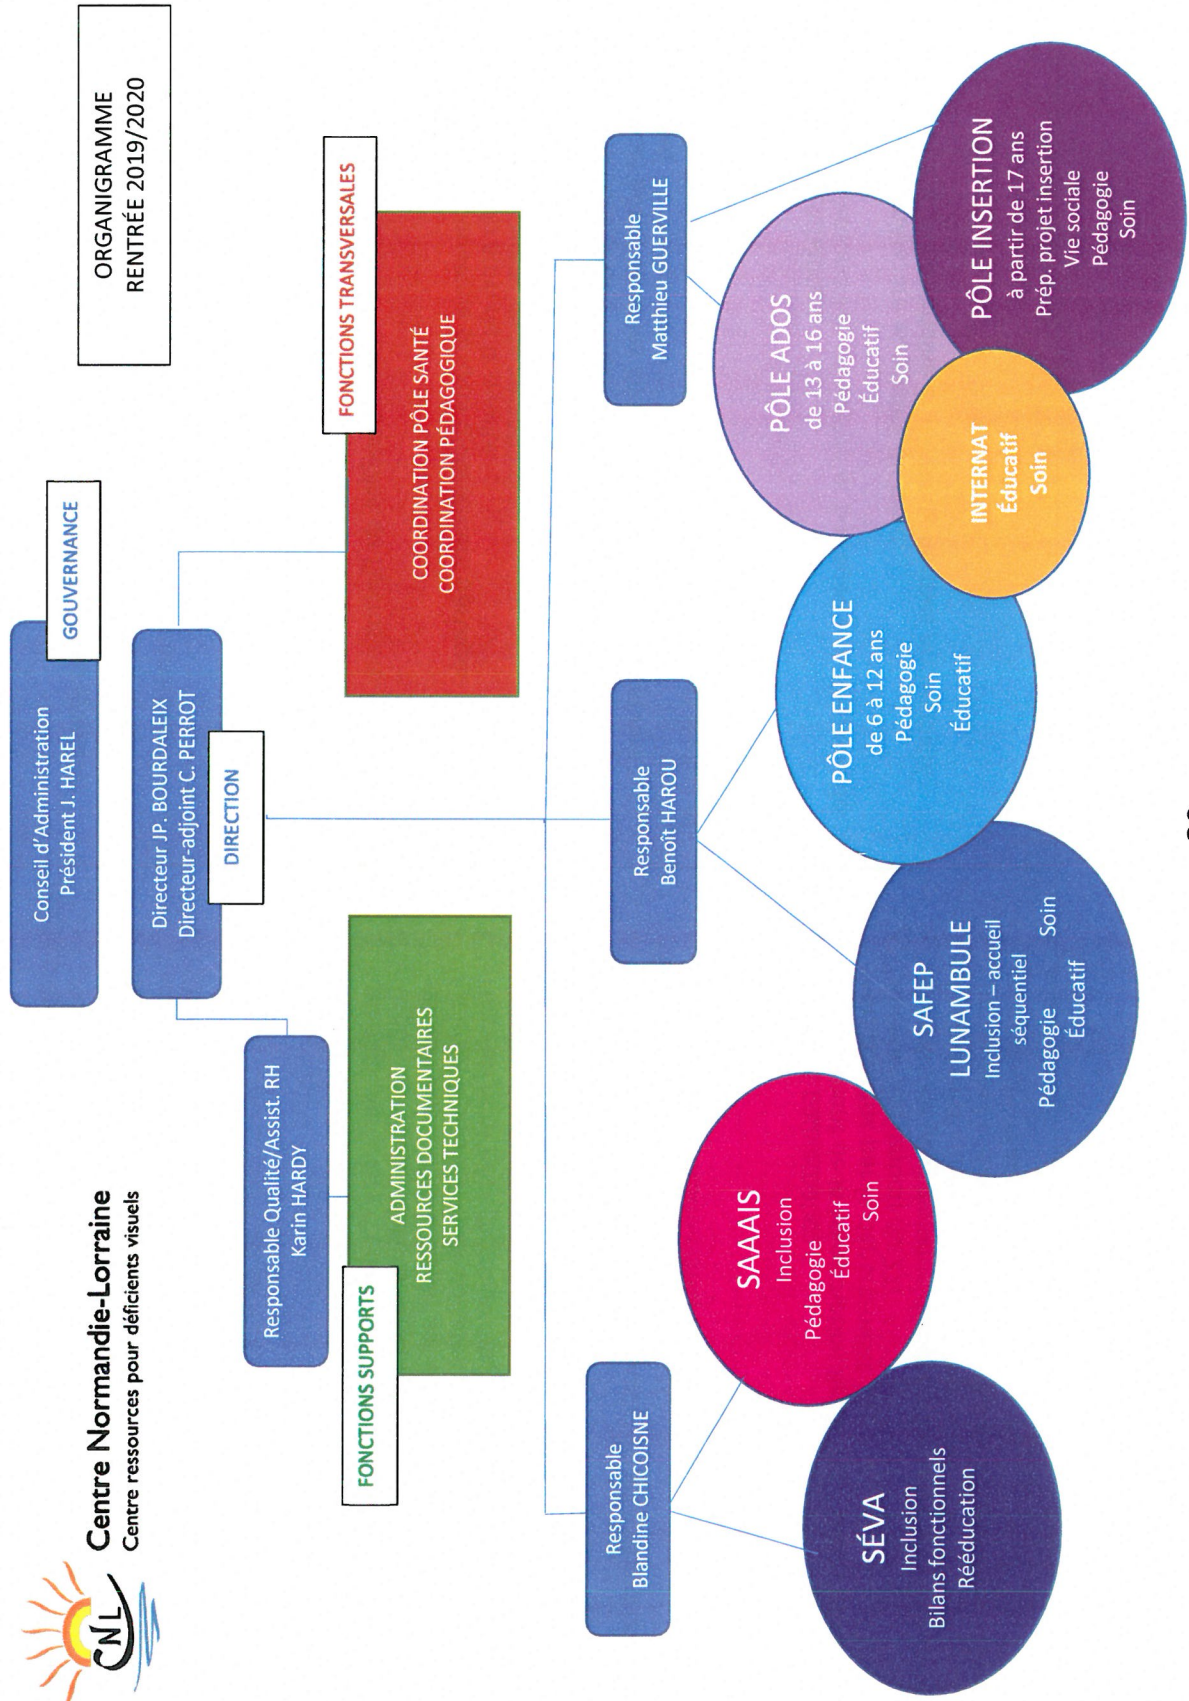 CNL
Centre Normandie-Lorraine
Centre ressources pour déficients visuels
ORGANIGRAMME
RENTRÉE 2019/2020
Conseil d'Administration
Président J. HAREL
GOUVERNANCE
Directeur JP. BOURDALEIX
Directeur-adjoint C. PERROT
DIRECTION
Responsable Qualité/Assist. RH
Karin HARDY
FONCTIONS SUPPORTS
ADMINISTRATION
RESSOURCES DOCUMENTAIRES
SERVICES TECHNIQUES
FONCTIONS TRANSVERSALES
COORDINATION PÔLE SANTÉ
COORDINATION PÉDAGOGIQUE
Responsable
Blandine CHICOISNE
Responsable
Benoît HAROU
Responsable
Matthieu GUERVILLE
SÉVA
Inclusion
Bilans fonctionnels
Rééducation
SAAAIS
Inclusion
Pédagogie
Éducatif
Soin
SAFEP
LUNAMBULE
Inclusion – accueil
séquentiel
Pédagogie Soin
Éducatif
PÔLE ENFANCE
de 6 à 12 ans
Pédagogie
Soin
Éducatif
INTERNAT
Éducatif
Soin
PÔLE ADOS
de 13 à 16 ans
Pédagogie
Éducatif
Soin
PÔLE INSERTION
à partir de 17 ans
Prép. projet insertion
Vie sociale
Pédagogie
Soin